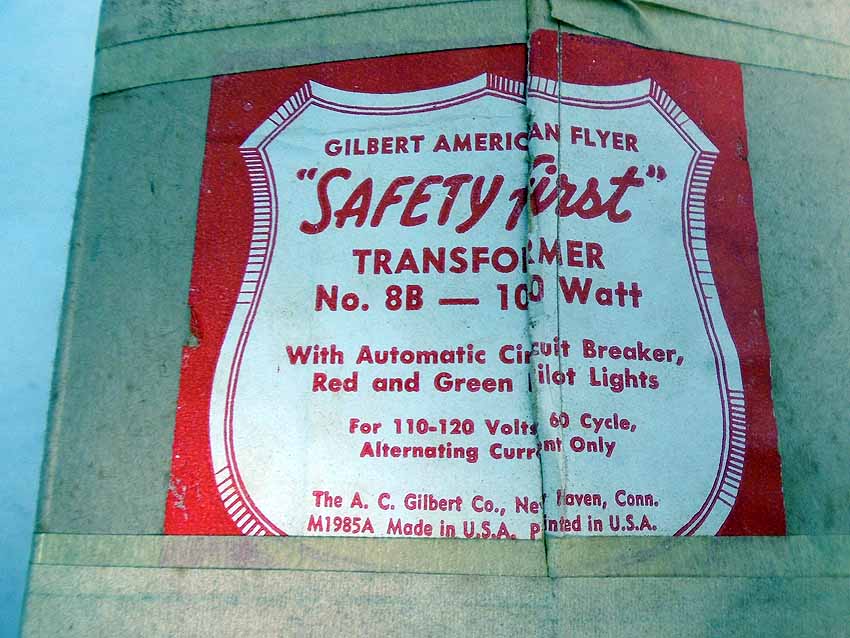 GILBERT AMERICAN FLYER
"SAFETY first"
TRANSFORMER
No. 8B — 100 Watt
With Automatic Circuit Breaker,
Red and Green Pilot Lights
For 110-120 Volts 60 Cycle,
Alternating Current Only
The A. C. Gilbert Co., New Haven, Conn.
M1985A Made in U.S.A. Printed in U.S.A.